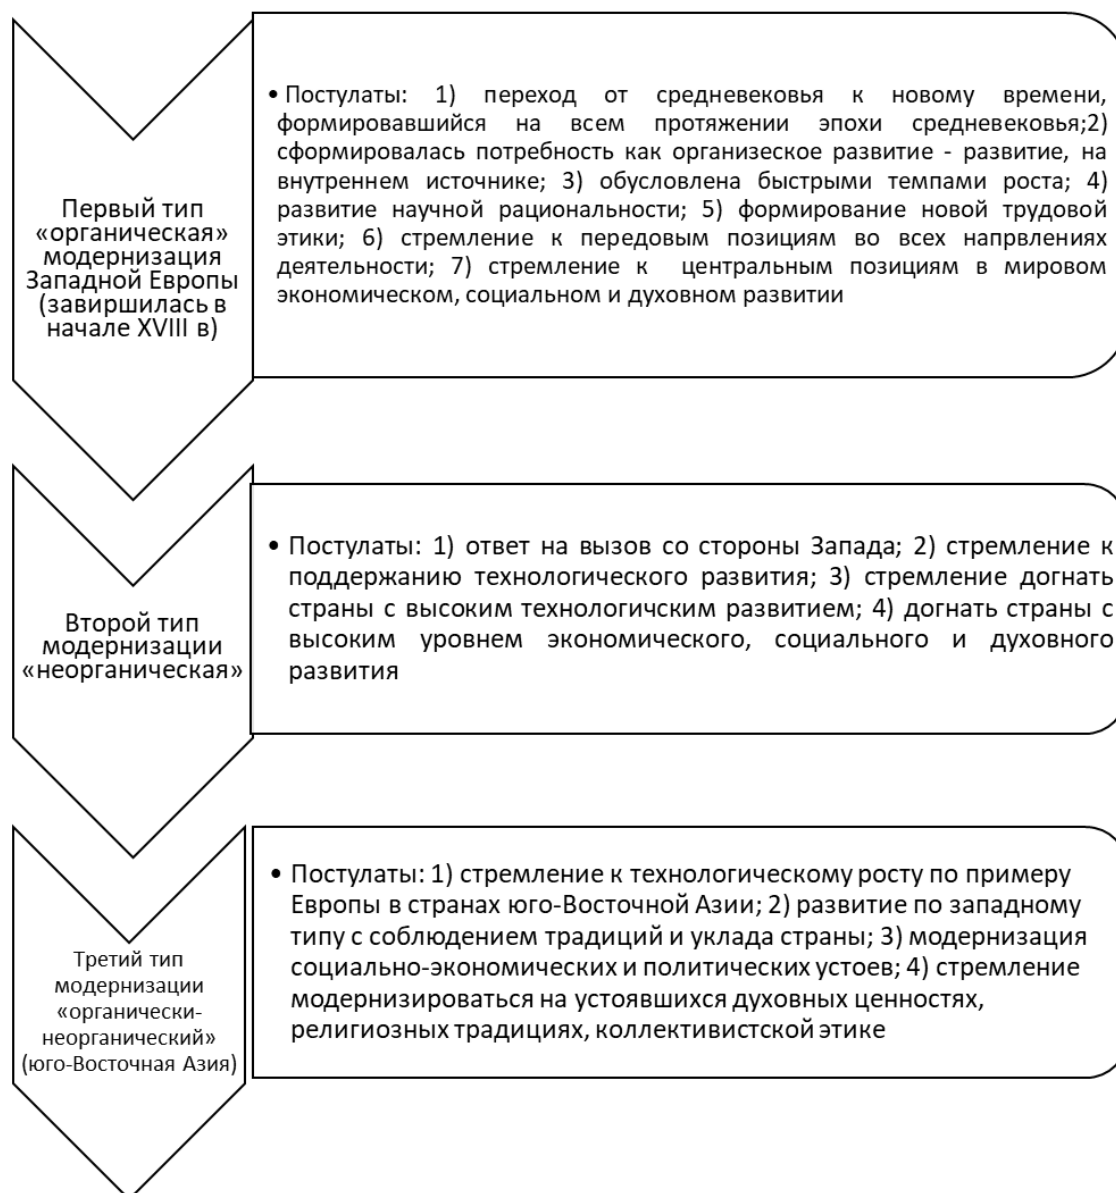 Первый тип
«органическая»
модернизация
Западной Европы
(завиршилась в
начале XVIII в)
• Постулаты: 1) переход от средневековья к новому времени,
формировавшийся на всем протяжении эпохи средневековья;2)
сформировалась потребность как организеское развитие - развитие, на
внутреннем источнике; 3) обусловлена быстрыми темпами роста; 4)
развитие научной рациональности; 5) формирование новой трудовой
этики; 6) стремление к передовым позициям во всех напрвлениях
деятельности; 7) стремление к центральным позициям в мировом
экономическом, социальном и духовном развитии
Второй тип
модернизации
«неорганическая»
• Постулаты: 1) ответ на вызов со стороны Запада; 2) стремление к
поддержанию технологического развития; 3) стремление догнать
страны с высоким технологичским развитием; 4) догнать страны с
высоким уровнем экономического, социального и духовного
развития
Третий тип
модернизации
«органически-
неорганический»
(юго-Восточная Азия)
• Постулаты: 1) стремление к технологическому росту по примеру
Европы в странах юго-Восточной Азии; 2) развитие по западному
типу с соблюдением традиций и уклада страны; 3) модернизация
социально-экономических и политических устоев; 4) стремление
модернизироваться на устоявшихся духовных ценностях,
религиозных традициях, коллективистской этике